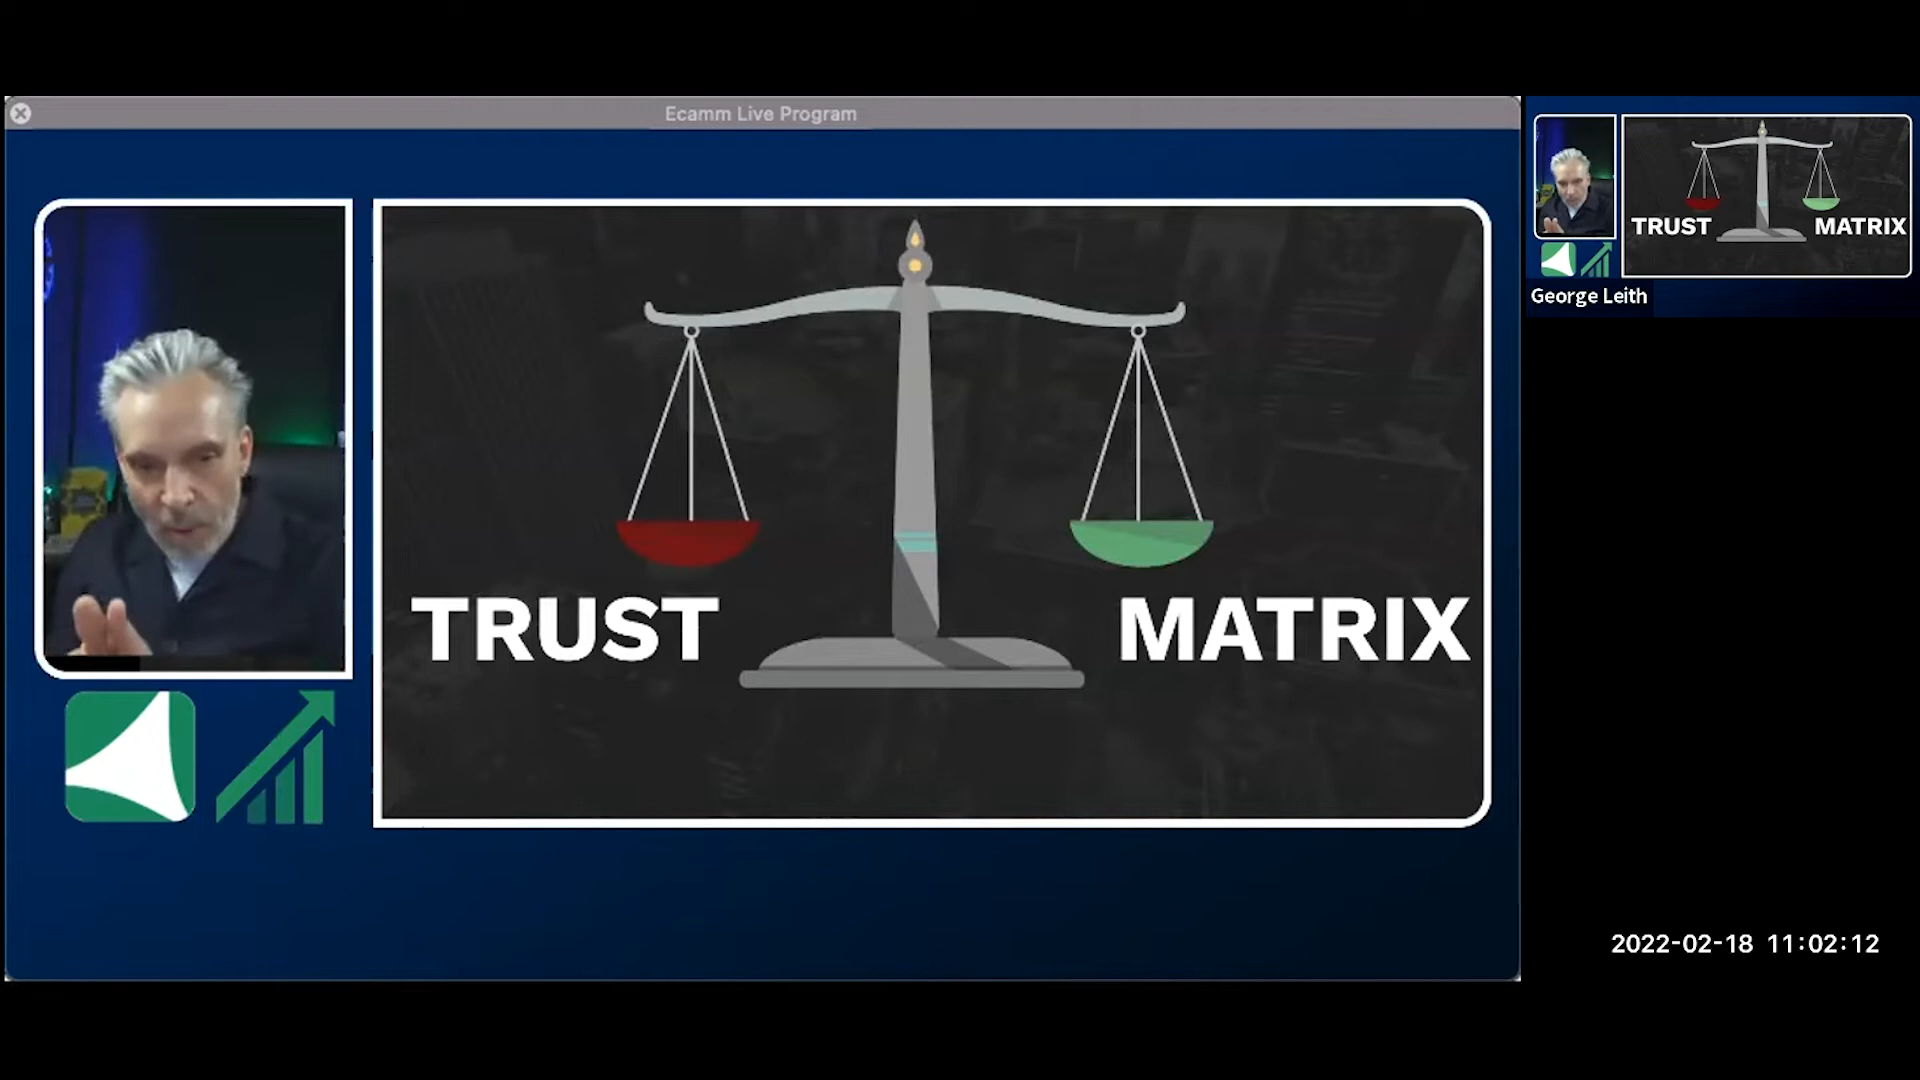 Ecamm Live Program
TRUST MATRIX
TRUST MATRIX
George Leith
2022-02-18 11:02:12